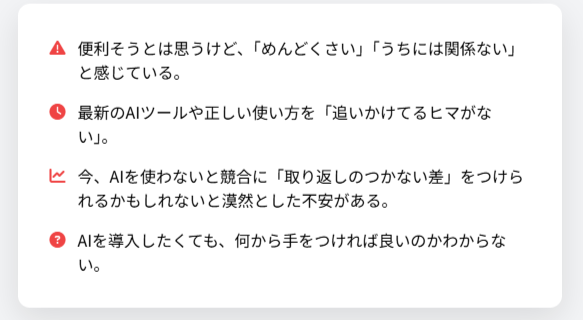 便利そうとは思うけど、「めんどくさい」「うちには関係ない」
と感じている。
最新のAIツールや正しい使い方を「追いかけてるヒマがな
い」。
今、AIを使わないと競合に「取り返しのつかない差」をつけら
れるかもしれないと漠然とした不安がある。
AIを導入したくても、何から手をつければ良いのかわからな
い。